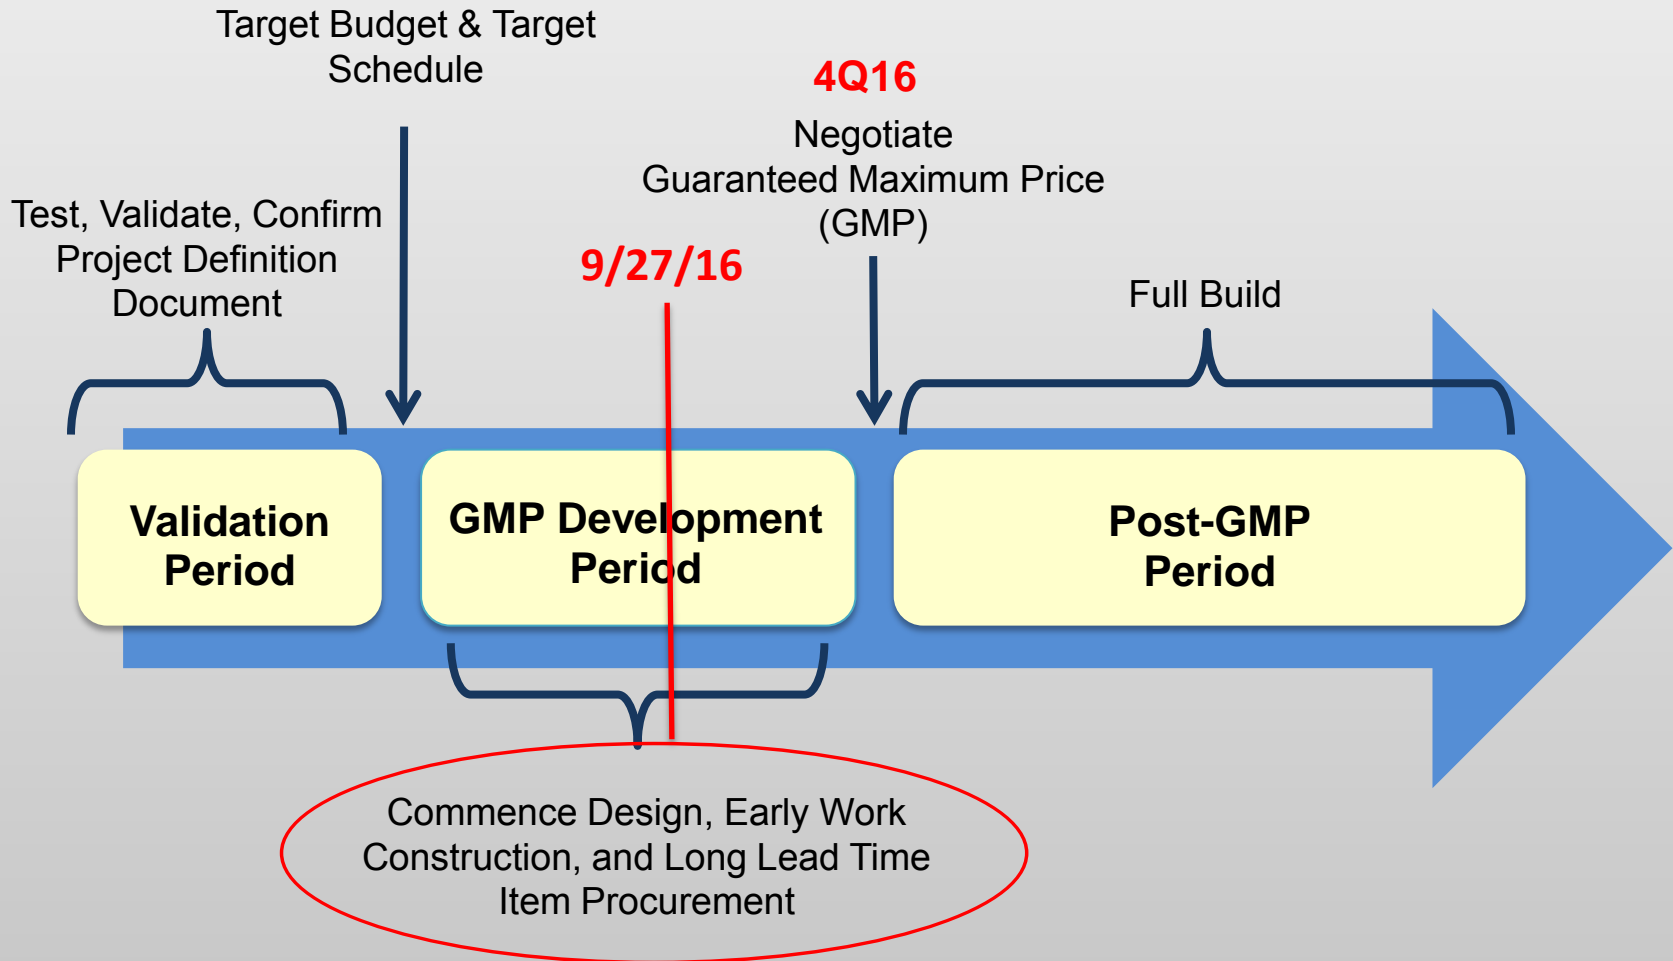 Target Budget & Target
Schedule
4Q16
Negotiate
Guaranteed Maximum Price
(GMP)
Test, Validate, Confirm
Project Definition
Document
9/27/16
Full Build
Validation
Period
GMP Development
Period
Post-GMP
Period
Commence Design, Early Work
Construction, and Long Lead Time
Item Procurement